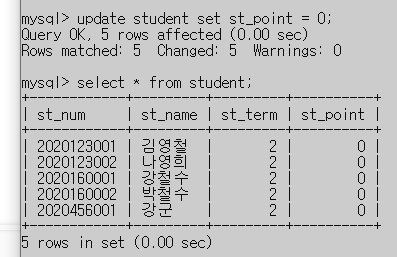 mysql> update student set st_point = 0;
Query OK, 5 rows affected (0.00 sec)
Rows matched: 5  Changed: 5  Warnings: 0

mysql> select * from student;
+------------+---------+---------+----------+
| st_num     | st_name | st_term | st_point |
+------------+---------+---------+----------+
| 2020123001 | 김영철  |       2 |        0 |
| 2020123002 | 나영희  |       2 |        0 |
| 2020160001 | 강철수  |       2 |        0 |
| 2020160002 | 박철수  |       2 |        0 |
| 2020456001 | 강군    |       2 |        0 |
+------------+---------+---------+----------+
5 rows in set (0.00 sec)